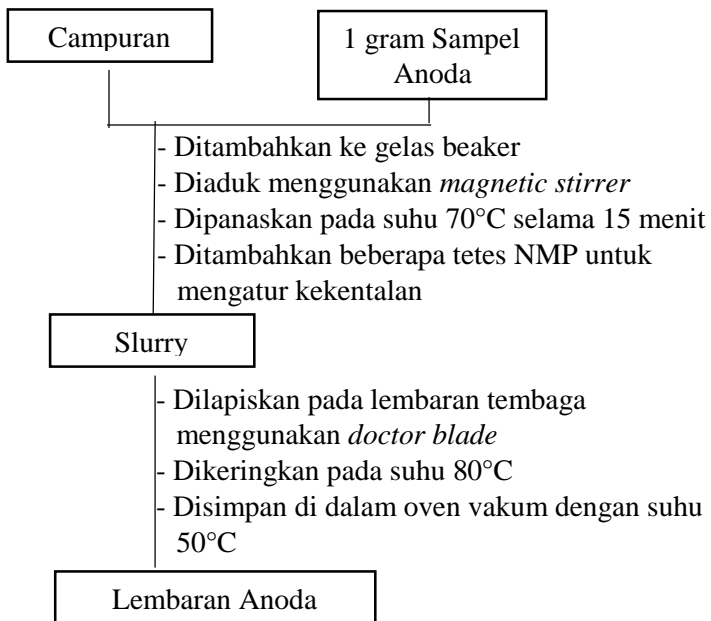 Campuran
1 gram Sampel
Anoda
- Ditambahkan ke gelas beaker
- Diaduk menggunakan magnetic stirrer
- Dipanaskan pada suhu 70°C selama 15 menit
- Ditambahkan beberapa tetes NMP untuk
mengatur kekentalan
Slurry
- Dilapiskan pada lembaran tembaga
menggunakan doctor blade
- Dikeringkan pada suhu 80°C
- Disimpan di dalam oven vakum dengan suhu
50°C
Lembaran Anoda